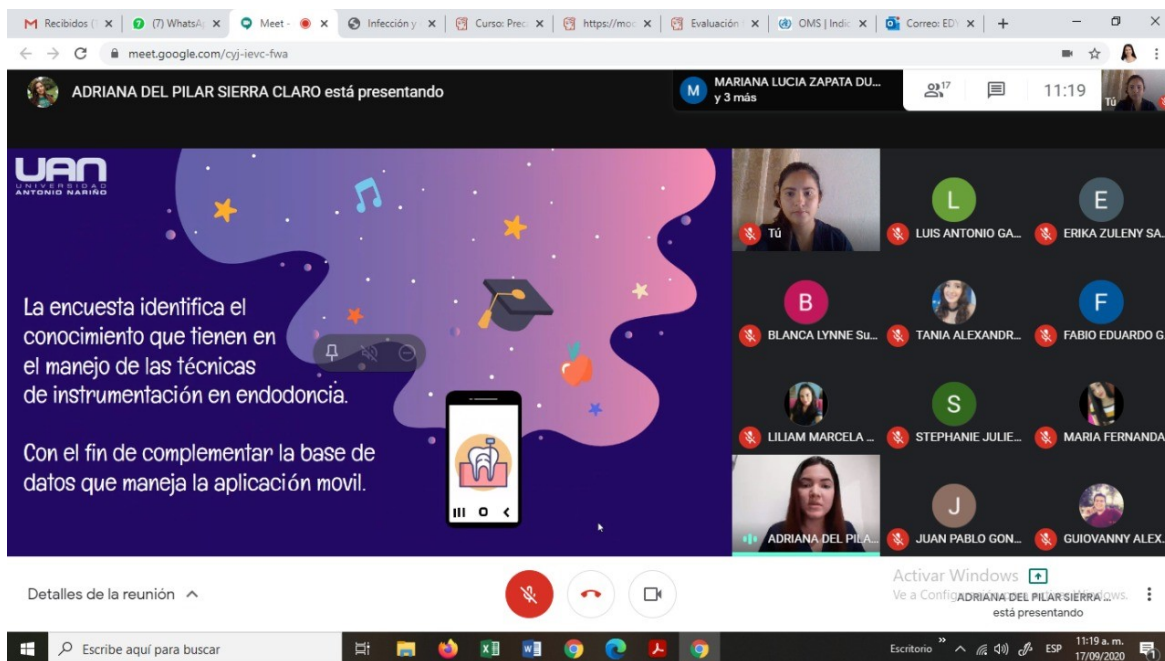 Recibidos (
(7) WhatsA
Meet -
Infección y
Curso: Prec
https://moo
Evaluación
OMS | Indic
Correo: ED
meet.google.com/cyj-ievc-fwa
ADRIANA DEL PILAR SIERRA CLARO está presentando
M
MARIANA LUCIA ZAPATA DU...
y 3 más
17
11:19
Tú
UAN
UNIVERSIDAD
ANTONIO NARIÑO
La encuesta identifica el
conocimiento que tienen en
el manejo de las técnicas
de instrumentación en endodoncia.
Con el fin de complementar la base de
datos que maneja la aplicación movil.
Tú
L
LUIS ANTONIO GA...
E
ERIKA ZULENY SA...
B
BLANCA LYNNE Su...
TANIA ALEXANDR...
F
FABIO EDUARDO G
LILIAM MARCELA ...
S
STEPHANIE JULIE...
MARIA FERNANDA
ADRIANA DEL PILA...
J
JUAN PABLO GON...
GUIOVANNY ALEX.
Detalles de la reunión
Activar Windows
Ve a Config
ADRIANA DEL PILAR SIERRA ...
está presentando
Escribe aquí para buscar
Escritorio
ESP
11:19 a. m.
17/09/2020